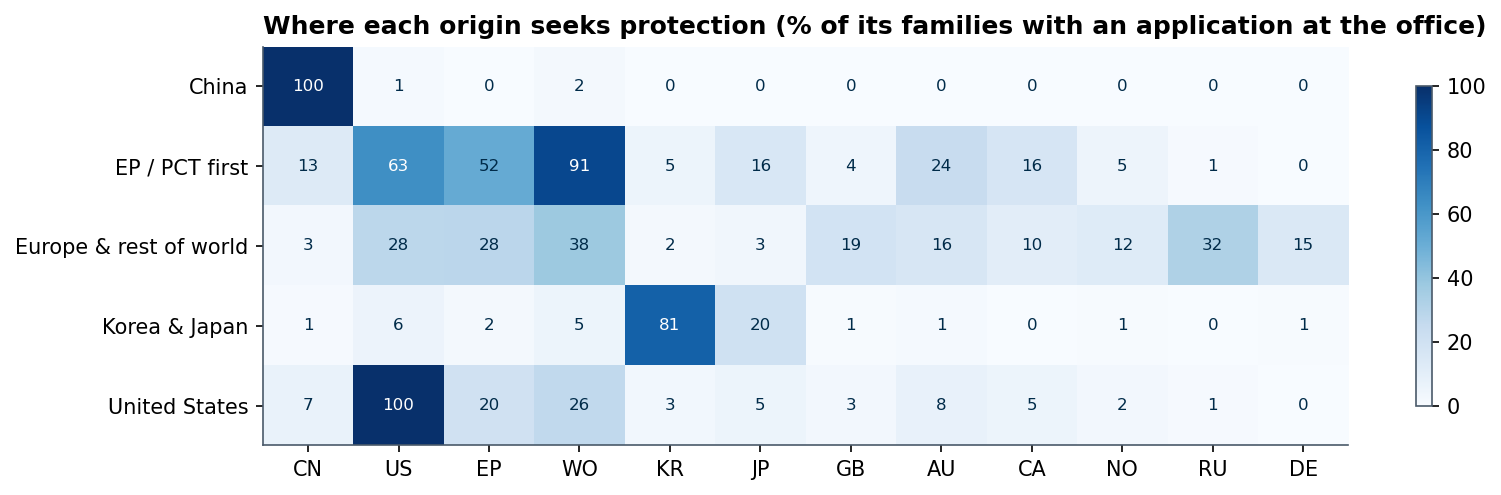 Where each origin seeks protection (% of its families with an application at the office)
China 100 1 0 2 0 0 0 0 0 0 0 0
EP / PCT first 13 63 52 91 5 16 4 24 16 5 1 0
Europe & rest of world 3 28 28 38 2 3 19 16 10 12 32 15
Korea & Japan 1 6 2 5 81 20 1 1 0 1 0 1
United States 7 100 20 26 3 5 3 8 5 2 1 0
CN US EP WO KR JP GB AU CA NO RU DE
100
80
60
40
20
0